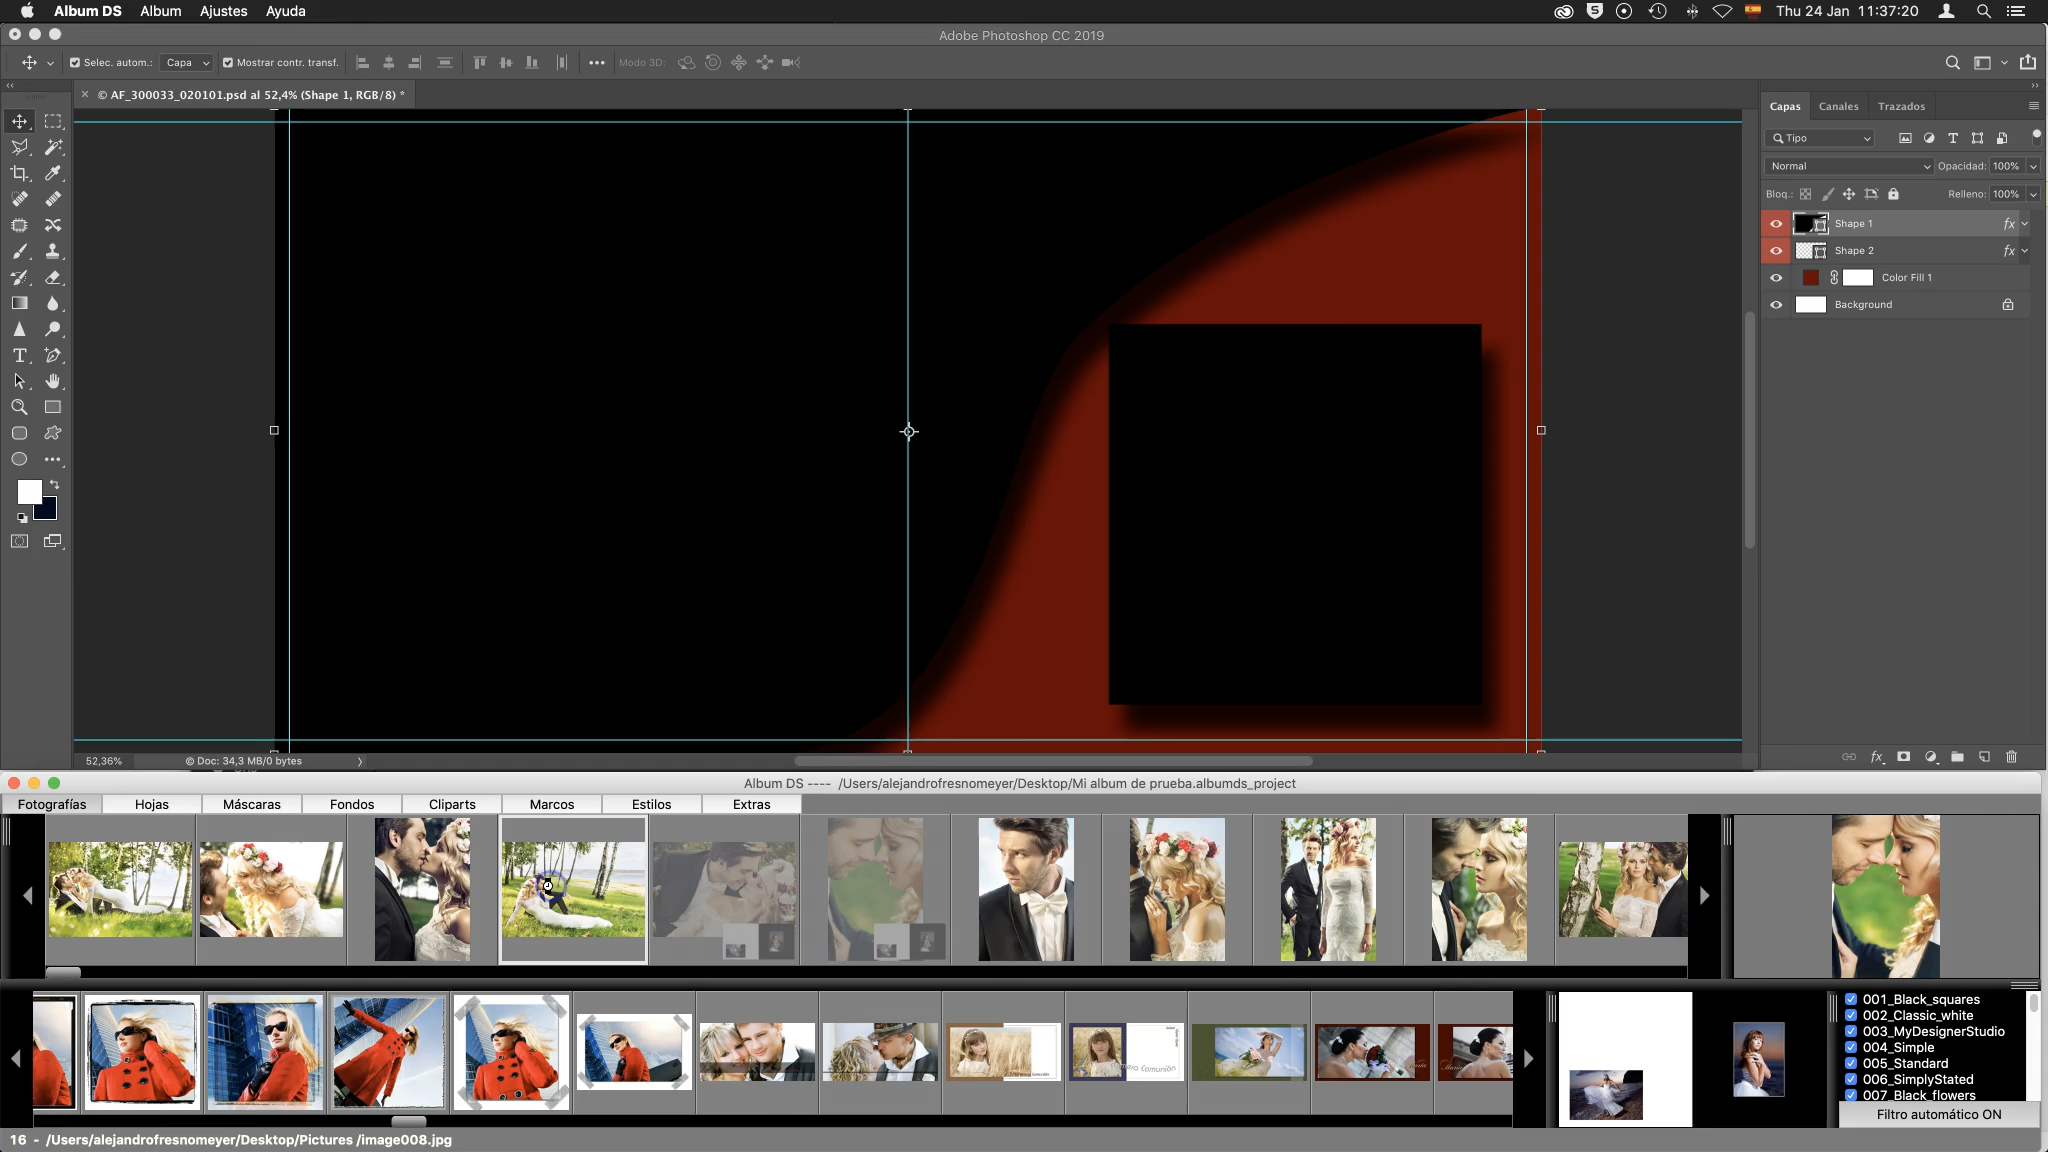 Album DS Album Ajustes Ayuda
Thu 24 Jan 11:37:20
Adobe Photoshop CC 2019
Selec. autom.: Capa Mostrar contr. transf. Modo 3D:
© AF_300033_020101.psd al 52,4% (Shape 1, RGB/8) *
Capas Canales Trazados
Tipo
Normal Opacidad: 100%
Bloq.: Relleno: 100%
Shape 1 fx
Shape 2 fx
Color Fill 1
Background
52,36% © Doc: 34,3 MB/0 bytes
fx
Album DS ---- /Users/alejandrofresnomeyer/Desktop/Mi album de prueba.albumds_project
Fotografías Hojas Máscaras Fondos Cliparts Marcos Estilos Extras
001_Black_squares
002_Classic_white
003_MyDesignerStudio
004_Simple
005_Standard
006_SimplyStated
007_Black_flowers
Filtro automático ON
16 - /Users/alejandrofresnomeyer/Desktop/Pictures /image008.jpg